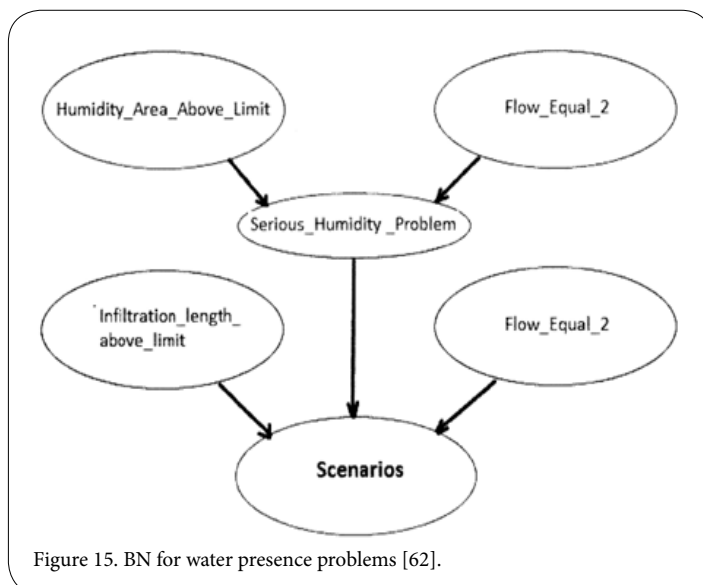 Humidity_Area_Above_Limit
Flow_Equal_2
Serious_Humidity _Problem
Infiltration_length_
above_limit
Flow_Equal_2
Scenarios
Figure 15. BN for water presence problems [62].